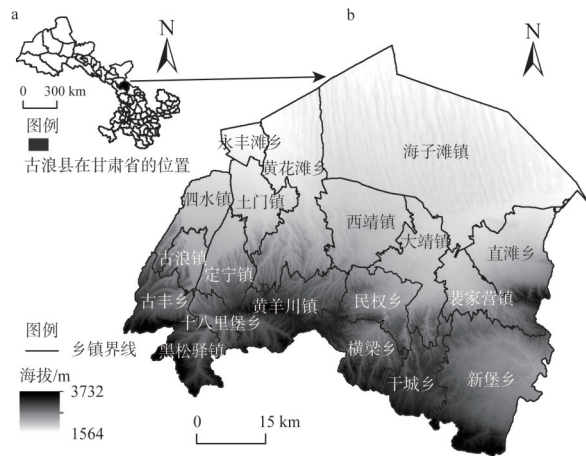 a
N
0 300 km
图例
古浪县在甘肃省的位置
b
N
永丰滩乡
黄花滩乡
海子滩镇
泗水镇
土门镇
西靖镇
大靖镇
直滩乡
古浪镇
定宁镇
古丰乡
黄羊川镇
民权乡
裴家营镇
十八里堡乡
黑松驿镇
横梁乡
干城乡
新堡乡
图例
乡镇界线
海拔/m
3732
1564
0 15 km